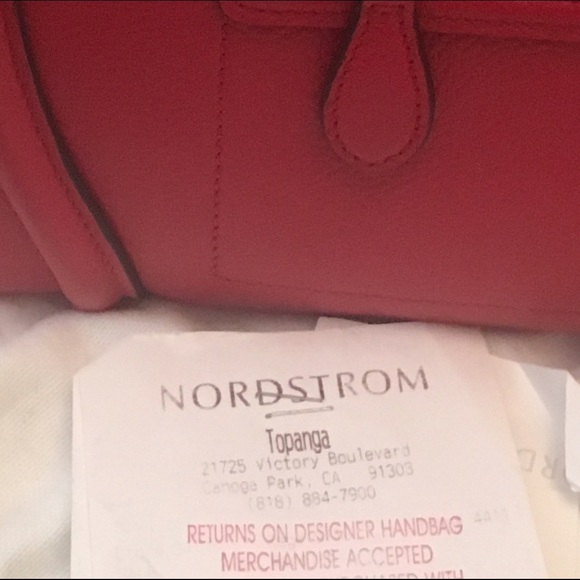 NORDSTROM
Topanga
21725 Victory Boulevard
Canoga Park, CA 91303
(818) 884-7900
RETURNS ON DESIGNER HANDBAG
MERCHANDISE ACCEPTED